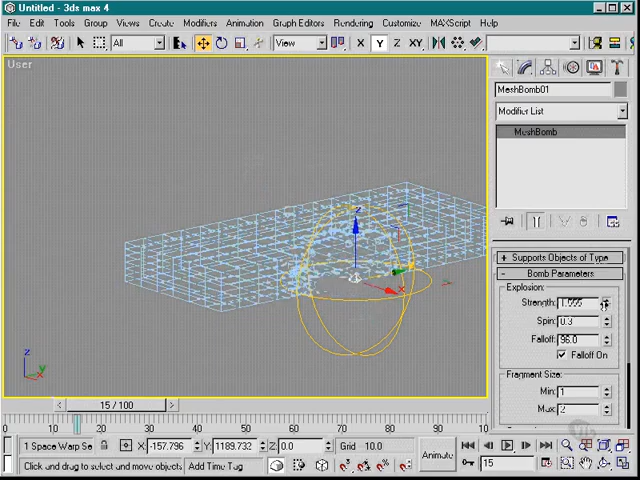 Untitled - 3ds max 4
File Edit Tools Group Views Create Modifiers Animation Graph Editors Rendering Customize MAXScript Help
All View X Y Z XY
User
MeshBomb01
Modifier List
MeshBomb
+ Supports Objects of Type
- Bomb Parameters
Explosion:
Strength:
Spin: 0.3
Falloff: 96.0
Falloff On
Fragment Size:
Min: 1
Max: 2
z
x
z
y
x
< 15 / 100 >
0 10 20 30 40 50 60 70 80 90 100
1 Space Warp Se X: -157.796 Y: 1189.732 Z: 0.0 Grid = 10.0 Animate
Click and drag to select and move objects Add Time Tag 15